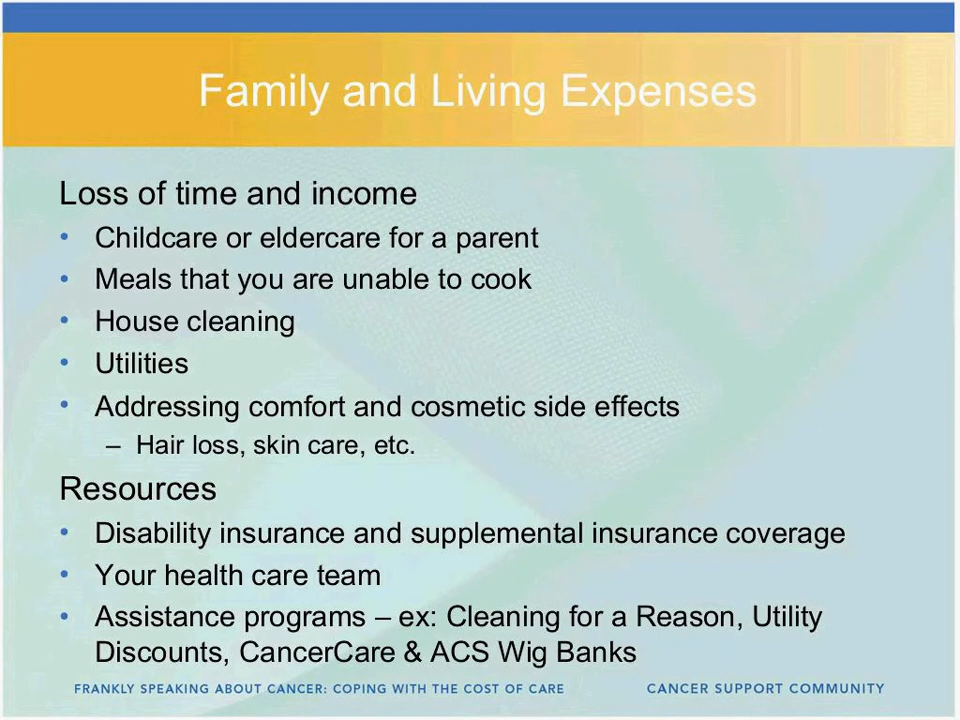 Family and Living Expenses
Loss of time and income
• Childcare or eldercare for a parent
• Meals that you are unable to cook
• House cleaning
• Utilities
• Addressing comfort and cosmetic side effects
– Hair loss, skin care, etc.
Resources
• Disability insurance and supplemental insurance coverage
• Your health care team
• Assistance programs – ex: Cleaning for a Reason, Utility
Discounts, CancerCare & ACS Wig Banks
FRANKLY SPEAKING ABOUT CANCER: COPING WITH THE COST OF CARE CANCER SUPPORT COMMUNITY